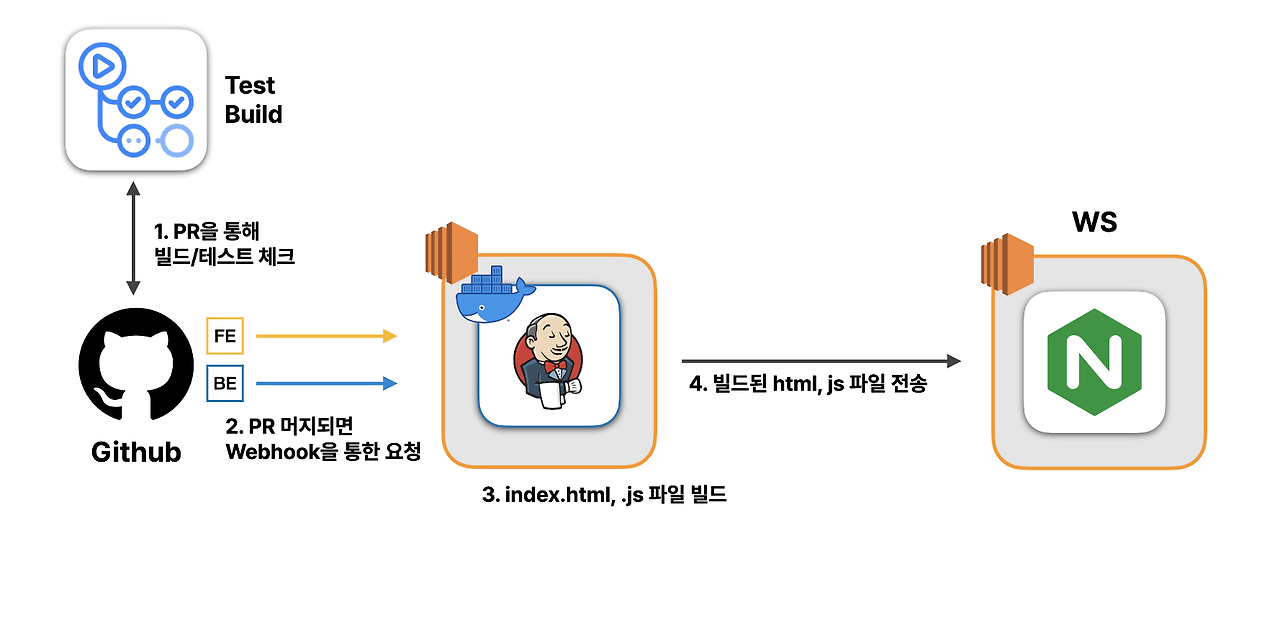 Test
Build
1. PR을 통해
빌드/테스트 체크
FE
BE
Github
2. PR 머지되면
Webhook을 통한 요청
3. index.html, .js 파일 빌드
4. 빌드된 html, js 파일 전송
WS
N